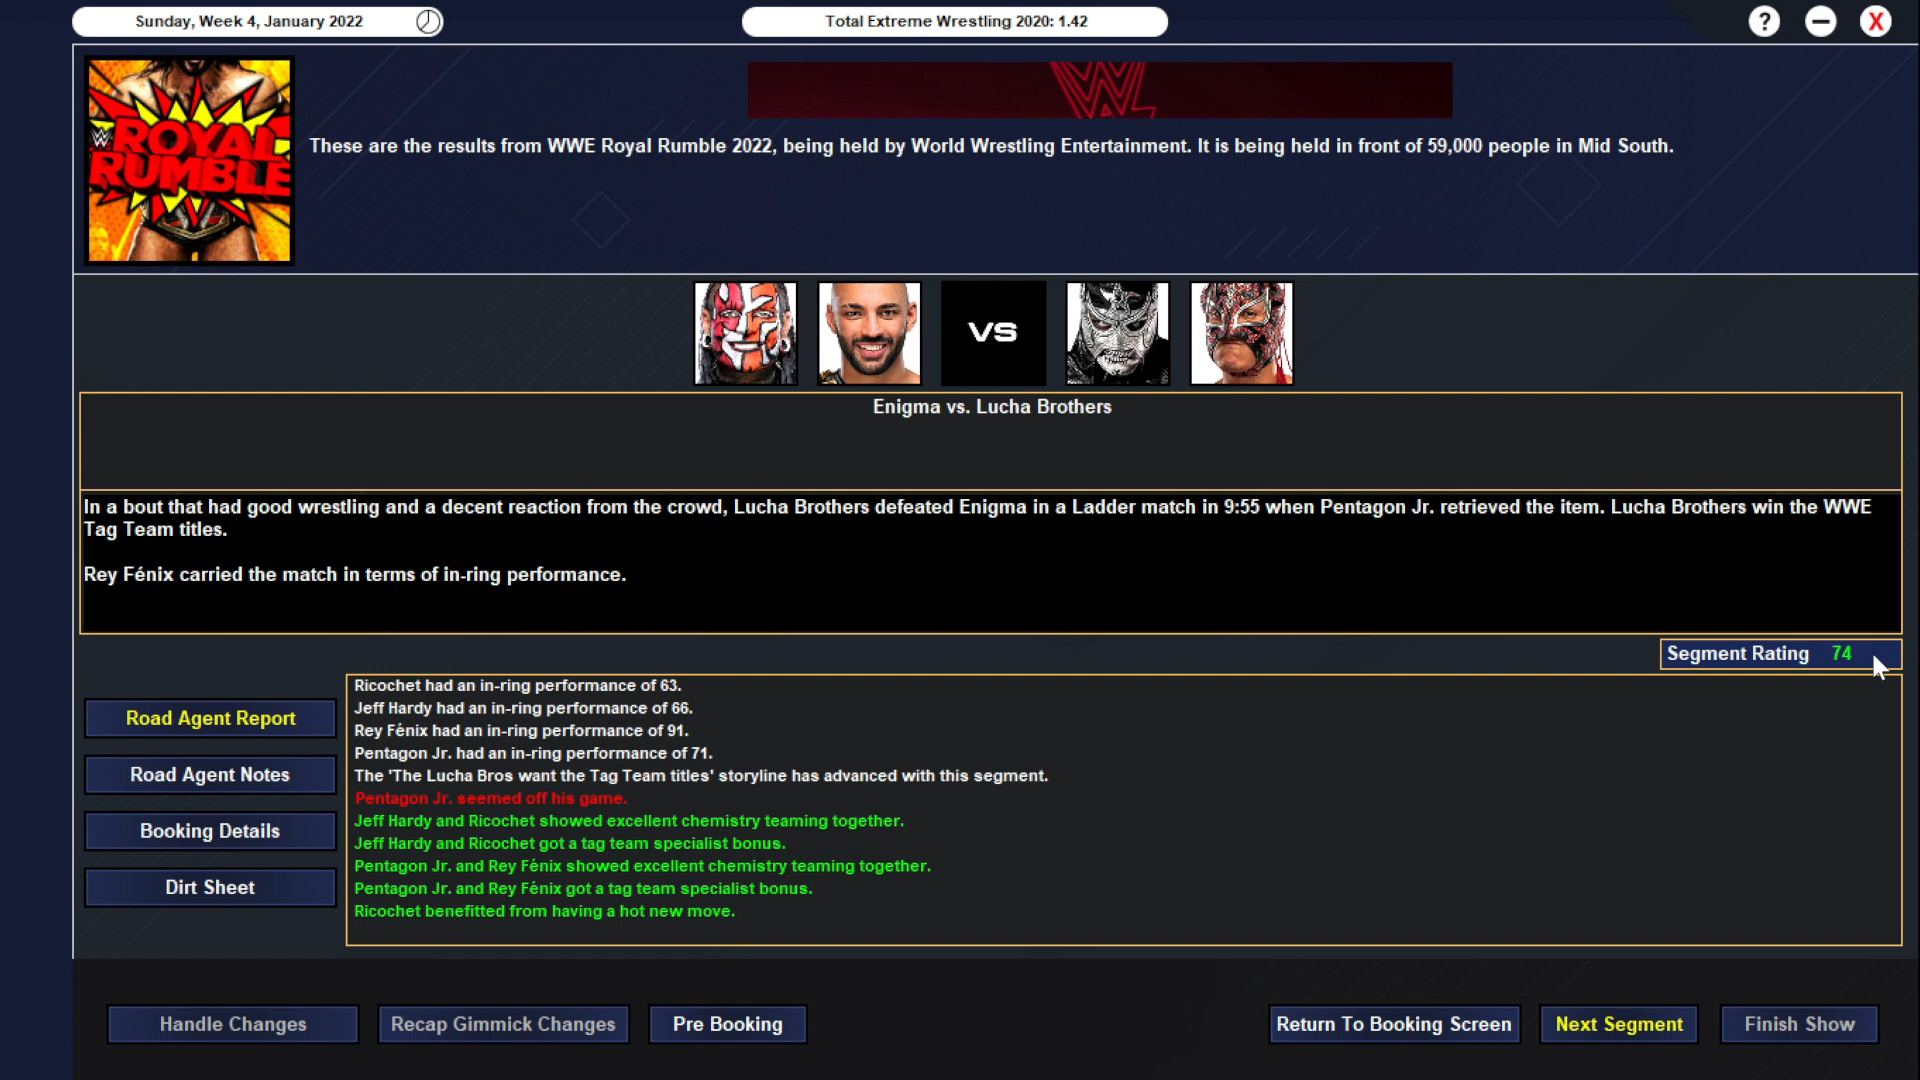 Sunday, Week 4, January 2022
Total Extreme Wrestling 2020: 1.42
?
X
W
ROYAL
RUMBLE
These are the results from WWE Royal Rumble 2022, being held by World Wrestling Entertainment. It is being held in front of 59,000 people in Mid South.
VS
Enigma vs. Lucha Brothers
In a bout that had good wrestling and a decent reaction from the crowd, Lucha Brothers defeated Enigma in a Ladder match in 9:55 when Pentagon Jr. retrieved the item. Lucha Brothers win the WWE
Tag Team titles.
Rey Fénix carried the match in terms of in-ring performance.
Segment Rating 74
Road Agent Report
Road Agent Notes
Booking Details
Dirt Sheet
Ricochet had an in-ring performance of 63.
Jeff Hardy had an in-ring performance of 66.
Rey Fénix had an in-ring performance of 91.
Pentagon Jr. had an in-ring performance of 71.
The 'The Lucha Bros want the Tag Team titles' storyline has advanced with this segment.
Pentagon Jr. seemed off his game.
Jeff Hardy and Ricochet showed excellent chemistry teaming together.
Jeff Hardy and Ricochet got a tag team specialist bonus.
Pentagon Jr. and Rey Fénix showed excellent chemistry teaming together.
Pentagon Jr. and Rey Fénix got a tag team specialist bonus.
Ricochet benefitted from having a hot new move.
Handle Changes
Recap Gimmick Changes
Pre Booking
Return To Booking Screen
Next Segment
Finish Show